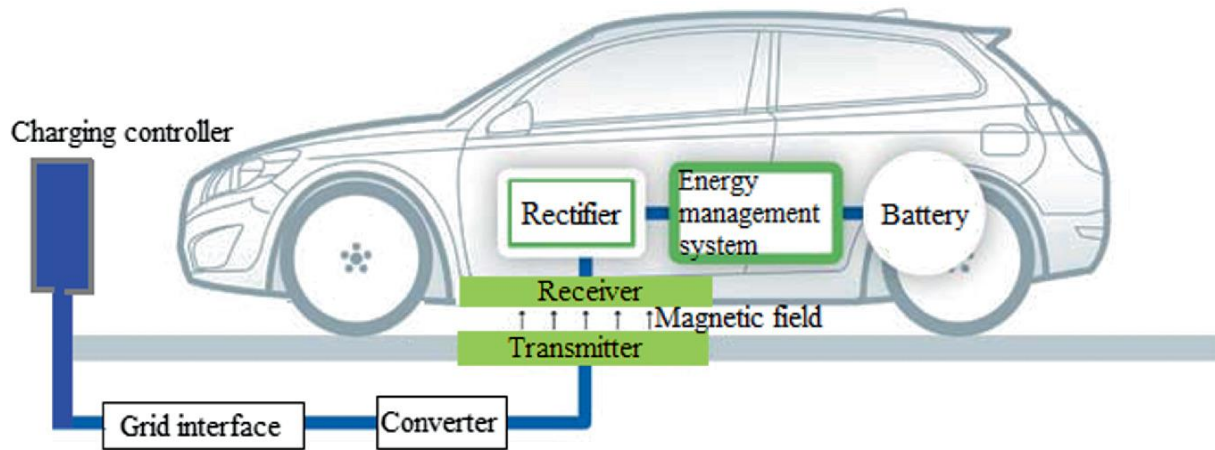 Charging controller
Rectifier
Energy
management
system
Battery
Receiver
Magnetic field
Transmitter
Grid interface
Converter